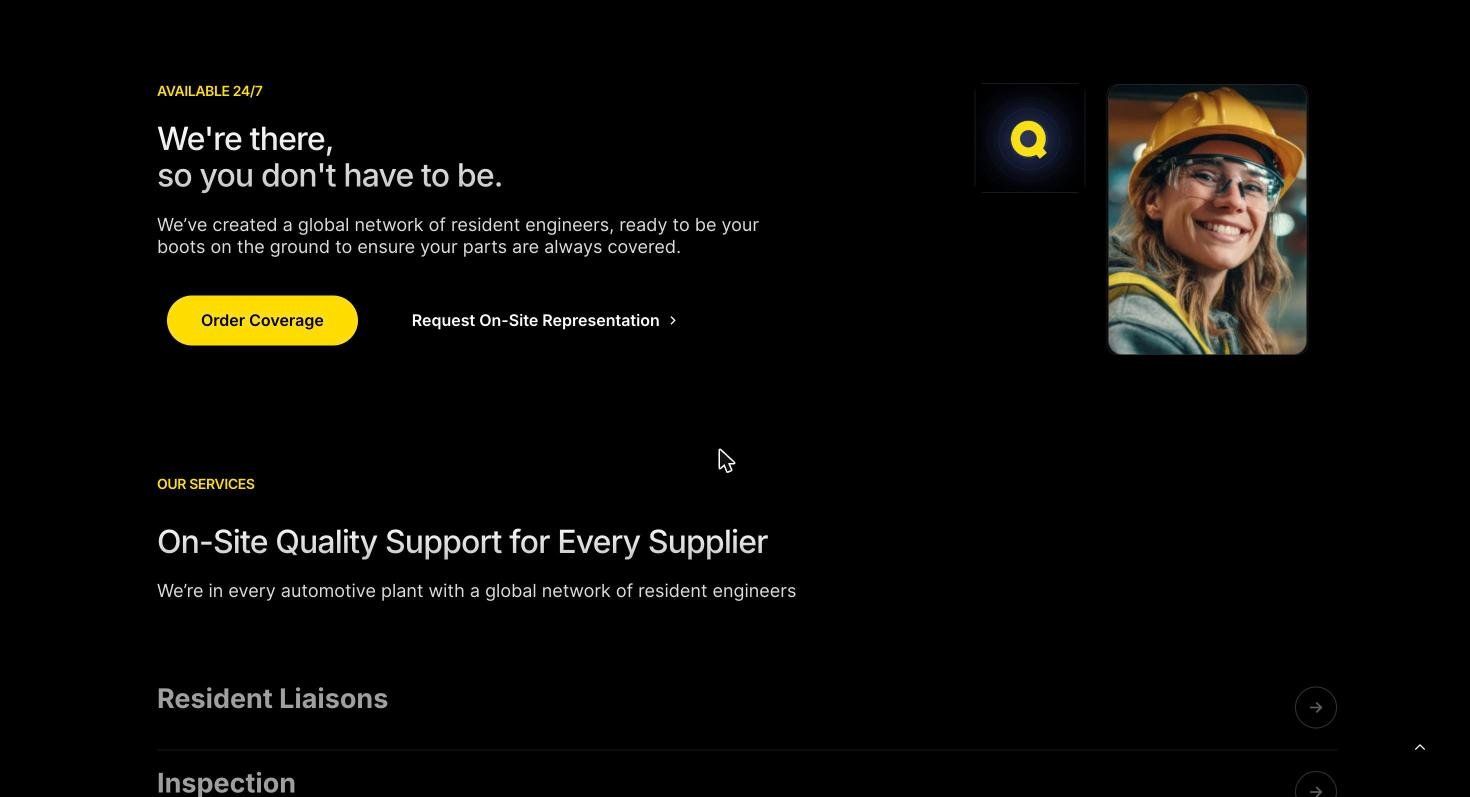 AVAILABLE 24/7
We're there,
so you don't have to be.
We’ve created a global network of resident engineers, ready to be your
boots on the ground to ensure your parts are always covered.
Order Coverage
Request On-Site Representation
Q
OUR SERVICES
On-Site Quality Support for Every Supplier
We’re in every automotive plant with a global network of resident engineers
Resident Liaisons
Inspection